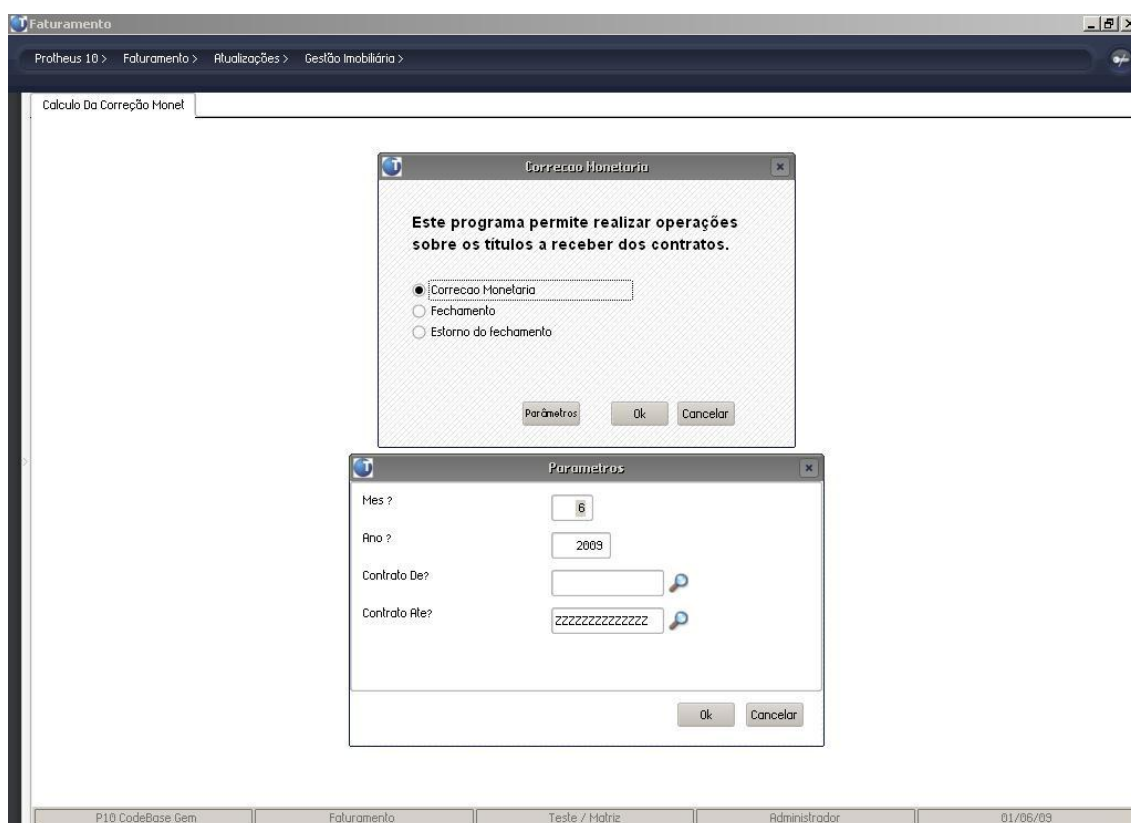 Faturamento
Protheus 10 > Faturamento > Atualizações > Gestão Imobiliária >
Calculo Da Correção Monet
Correcao Monetaria
Este programa permite realizar operações
sobre os títulos a receber dos contratos.
Correcao Monetaria
Fechamento
Estorno do fechamento
Parâmetros Ok Cancelar
Parametros
Mes ? 6
Ano ? 2009
Contrato De?
Contrato Ate? ZZZZZZZZZZZZZZ
Ok Cancelar
P10 CodeBase Gem Faturamento Teste / Matriz Administrador 01/06/09